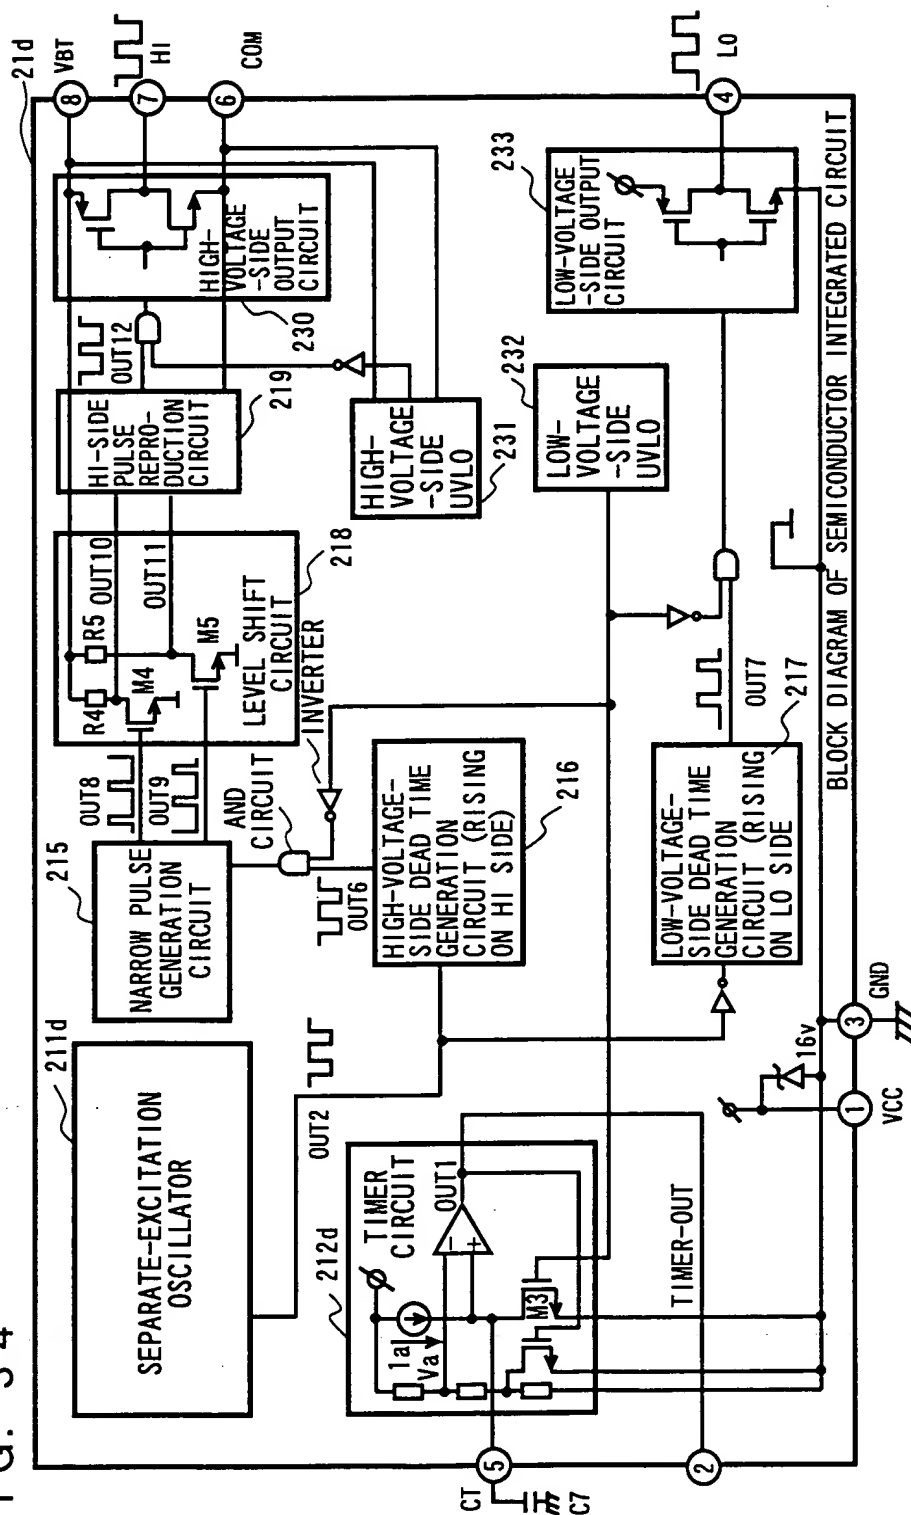 FIG. 34
21d
8
VBT
7
HI
6
COM
4
LO
211d
SEPARATE-EXCITATION
OSCILLATOR
215
NARROW PULSE
GENERATION
CIRCUIT
OUT8
OUT9
R4
R5
M4
M5
OUT10
OUT11
LEVEL SHIFT
CIRCUIT
218
HI-SIDE
PULSE
REPRO-
DUCTION
CIRCUIT
219
OUT12
HIGH-
VOLTAGE
-SIDE
OUTPUT
CIRCUIT
230
AND
CIRCUIT
INVERTER
OUT6
HIGH-
VOLTAGE
-SIDE
UVLO
231
OUT2
HIGH-VOLTAGE-
SIDE DEAD TIME
GENERATION
CIRCUIT (RISING
ON HI SIDE)
216
212d
TIMER
CIRCUIT
1a
Va
-
+
OUT1
M3
LOW-
VOLTAGE
-SIDE
UVLO
232
LOW-VOLTAGE
-SIDE OUTPUT
CIRCUIT
233
LOW-VOLTAGE-
SIDE DEAD TIME
GENERATION
CIRCUIT (RISING
ON LO SIDE)
OUT7
217
TIMER-OUT
16v
CT
5
C7
2
1
VCC
3
GND
BLOCK DIAGRAM OF SEMICONDUCTOR INTEGRATED CIRCUIT